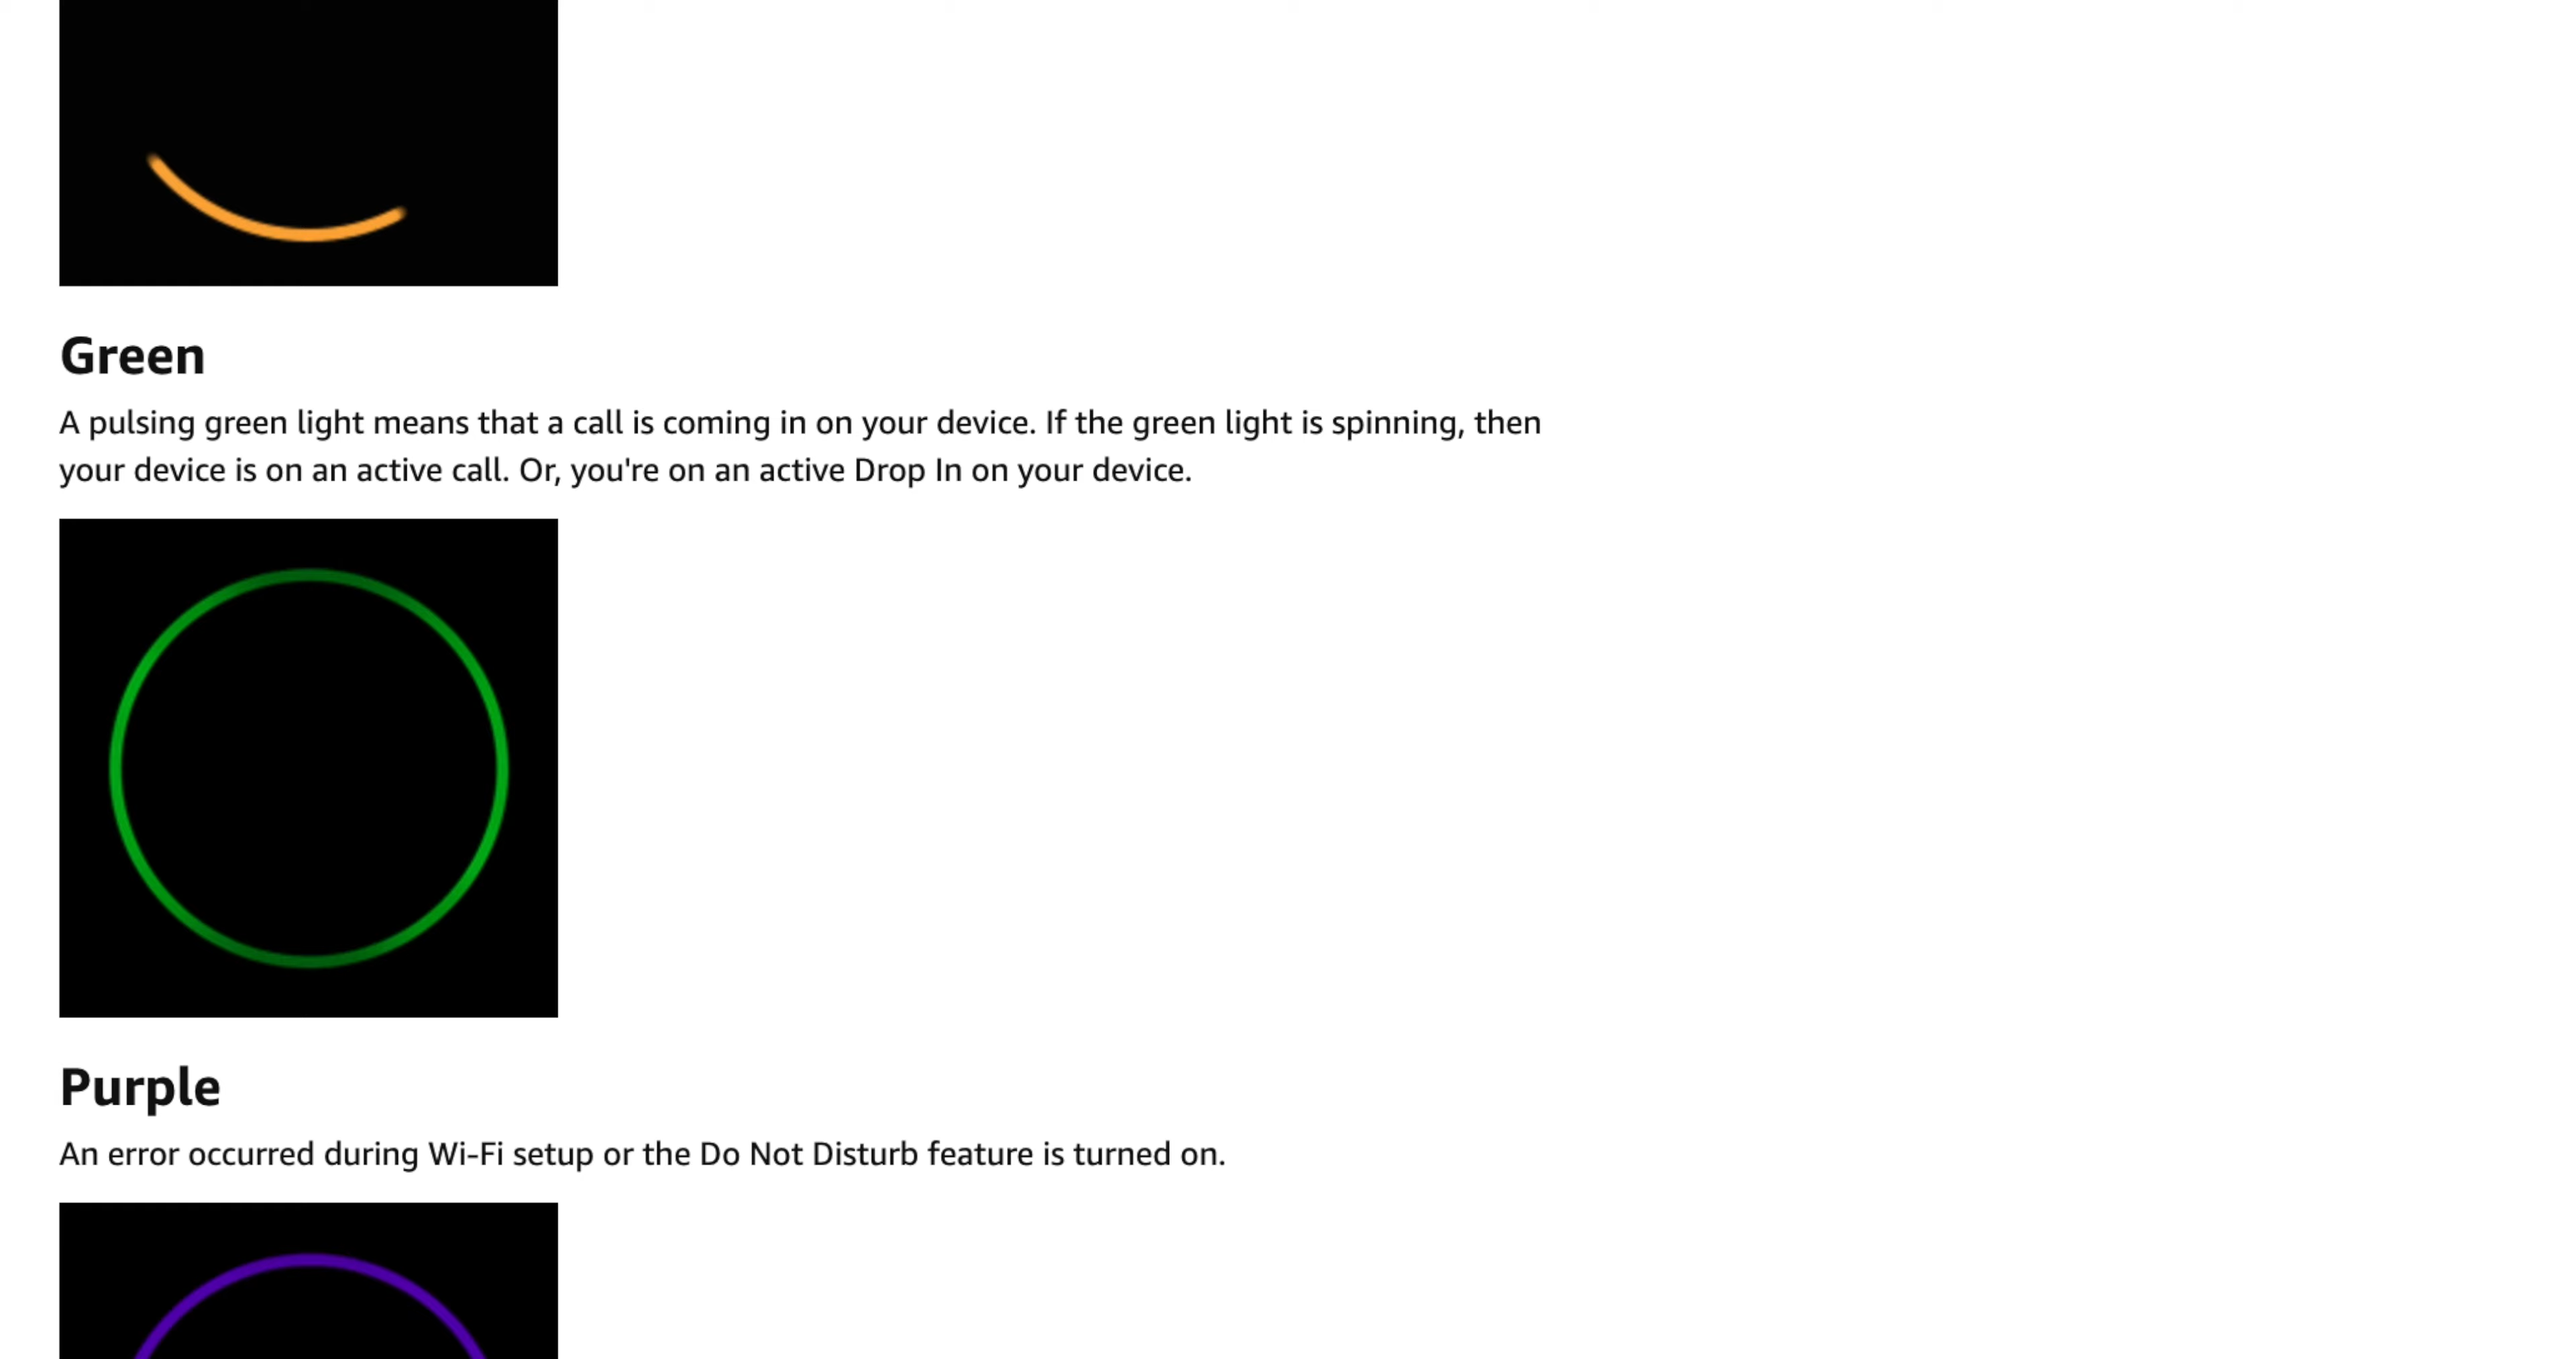 Green
A pulsing green light means that a call is coming in on your device. If the green light is spinning, then
your device is on an active call. Or, you're on an active Drop In on your device.
Purple
An error occurred during Wi-Fi setup or the Do Not Disturb feature is turned on.